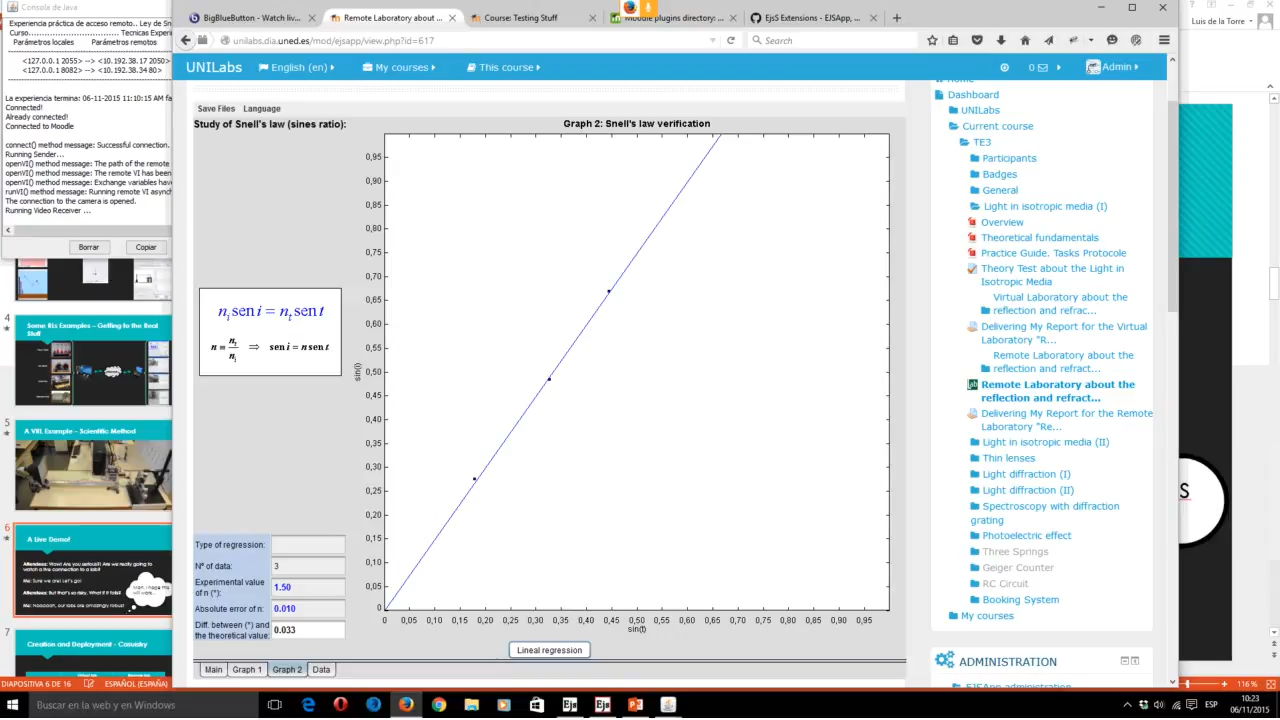 Consola de Java
Experiencia práctica de acceso remoto.. Ley de Sn
Curso................................ Tecnicas Experi
Parámetros locales Parámetros remotos
<127.0.0.1 2055> --> <10.192.38.17 2050>
<127.0.0.1 8082> --> <10.192.38.34 80>
La experiencia termina: 06-11-2015 11:10:15 AM fa
Connected!
Already connected!
Connected to Moodle
connect() method message: Successful connection.
Running Sender...
openVI() method message: The path of the remote
openVI() method message: The remote VI has been
openVI() method message: Exchange variables have
runVI() method message: Running remote VI asynch
The connection to the camera is opened.
Running Video Receiver ...
Borrar
Copiar
4
Some RLs Examples – Getting to the Real
Stuff
5
A VRL Example – Scientific Method
6
A Live Demo!
7
Creation and Deployment - Casuisky
DIAPOSITIVA 6 DE 16
ESPAÑOL (ESPAÑA)
BigBlueButton - Watch liv...
Remote Laboratory about ...
Course: Testing Stuff
Moodle plugins directory: ...
EjsS Extensions - EJSApp, ...
unilabs.dia.uned.es/mod/ejsapp/view.php?id=617
Search
Luis de la Torre
UNILabs
English (en)
My courses
This course
0
Admin
Save Files Language
Study of Snell's law (sines ratio):
Graph 2: Snell's law verification
n_i sen i = n_t sen t
n = n_t/n_i ⇒ sen i = n sen t
0,95
0,90
0,85
0,80
0,75
0,70
0,65
0,60
0,55
0,50
0,45
0,40
0,35
0,30
0,25
0,20
0,15
0,10
0,05
0
sin(i)
0 0,05 0,10 0,15 0,20 0,25 0,30 0,35 0,40 0,45 0,50 0,55 0,60 0,65 0,70 0,75 0,80 0,85 0,90 0,95
sin(t)
Type of regression:
Nº of data: 3
Experimental value
of n (*): 1.50
Absolute error of n: 0.010
Diff. between (*) and
the theoretical value: 0.033
Lineal regression
Main Graph 1 Graph 2 Data
Home
Dashboard
UNILabs
Current course
TE3
Participants
Badges
General
Light in isotropic media (I)
Overview
Theoretical fundamentals
Practice Guide. Tasks Protocole
Theory Test about the Light in
Isotropic Media
Virtual Laboratory about the
reflection and refrac...
Delivering My Report for the Virtual
Laboratory "R...
Remote Laboratory about the
reflection and refract...
Remote Laboratory about the
reflection and refract...
Delivering My Report for the Remote
Laboratory "Re...
Light in isotropic media (II)
Thin lenses
Light diffraction (I)
Light diffraction (II)
Spectroscopy with diffraction
grating
Photoelectric effect
Three Springs
Geiger Counter
RC Circuit
Booking System
My courses
ADMINISTRATION
EJSApp administration
S
116 %
Buscar en la web y en Windows
ESP
10:23
06/11/2015